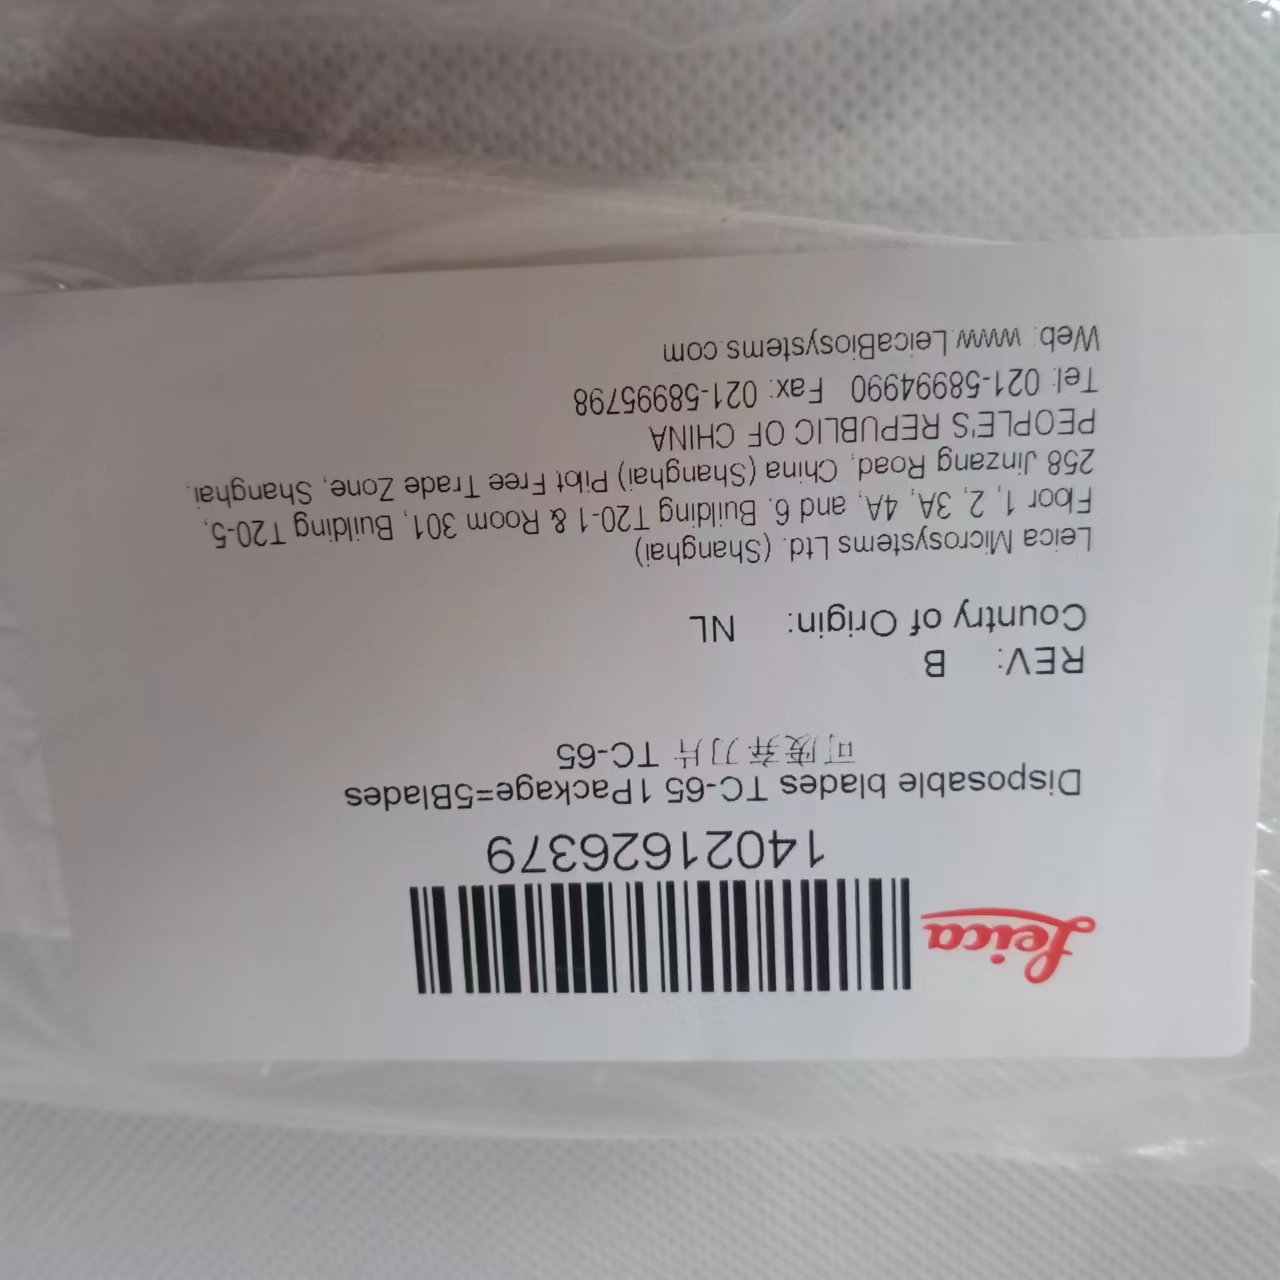 Leica
14021626379
Disposable blades TC-65 1Package=5Blades
可废弃刀片 TC-65
REV: B
Country of Origin: NL
Leica Microsystems Ltd. (Shanghai)
Floor 1, 2, 3A, 4A, and 6, Building T20-1 & Room 301, Building T20-5,
258 Jinzang Road, China (Shanghai) Pilot Free Trade Zone, Shanghai,
PEOPLE'S REPUBLIC OF CHINA
Tel: 021-58994990 Fax: 021-58995798
Web: www.LeicaBiosystems.com